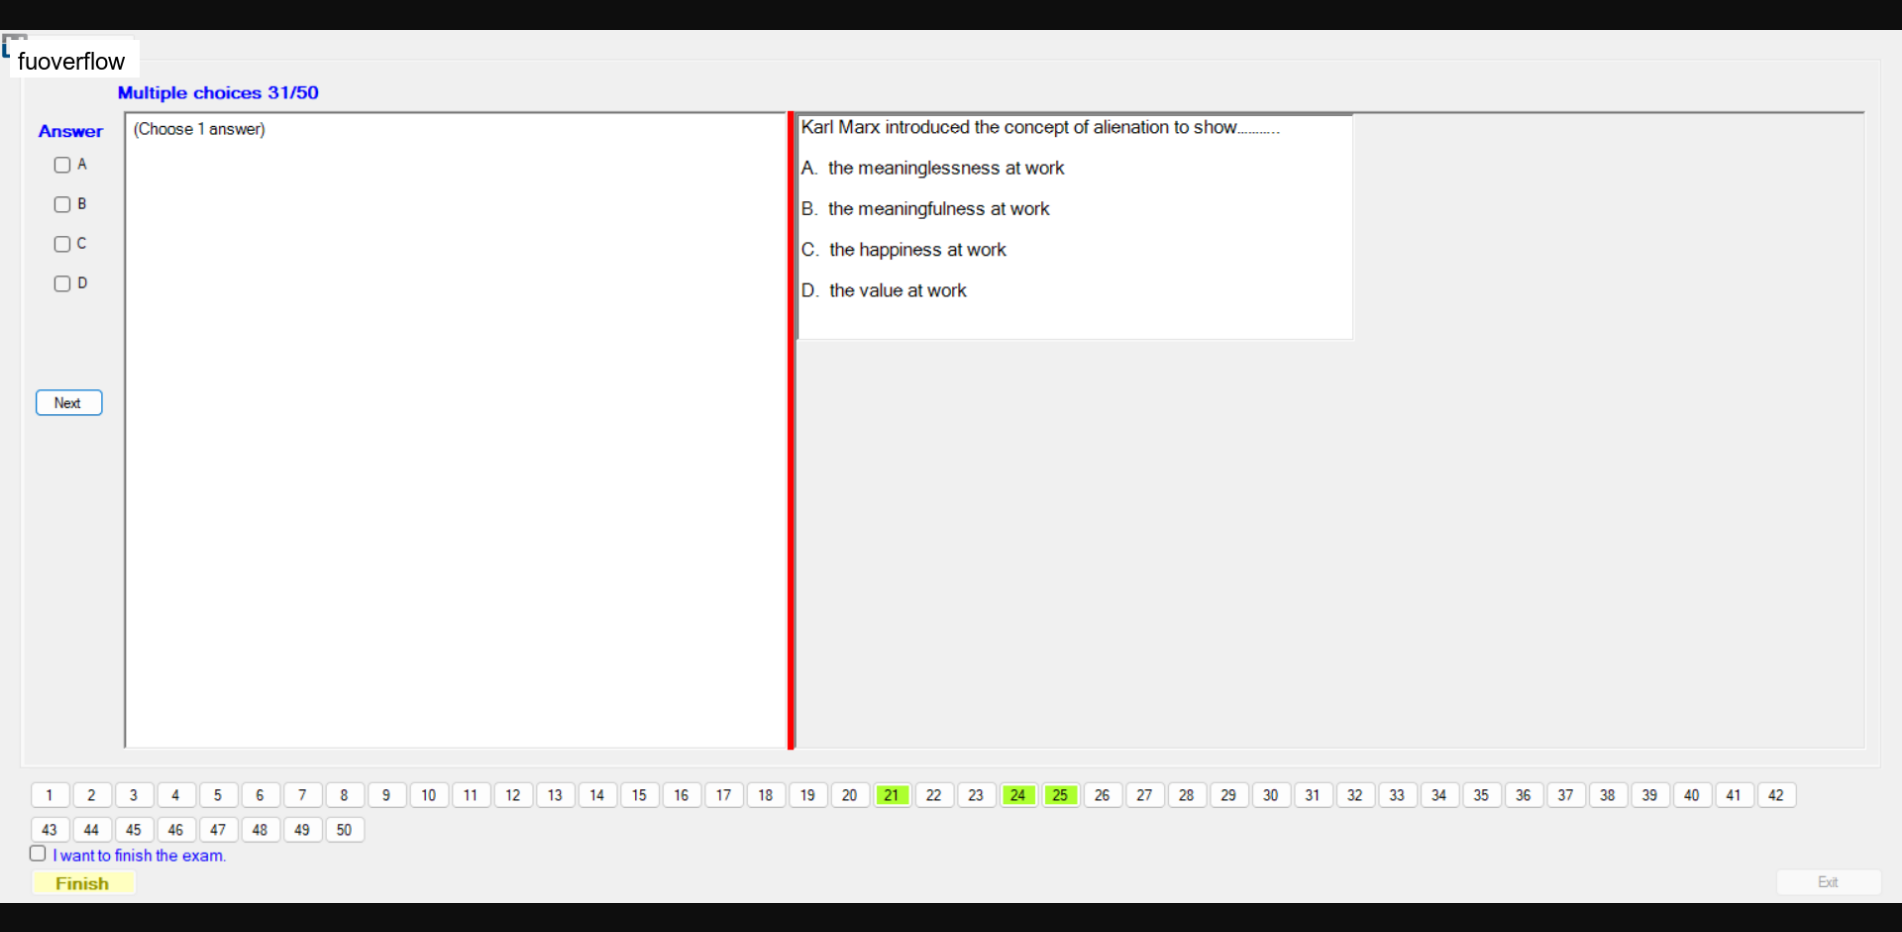 fuoverflow
Multiple choices 31/50
Answer
A
B
C
D
Next
(Choose 1 answer)
Karl Marx introduced the concept of alienation to show...........
A. the meaninglessness at work
B. the meaningfulness at work
C. the happiness at work
D. the value at work
1 2 3 4 5 6 7 8 9 10 11 12 13 14 15 16 17 18 19 20 21 22 23 24 25 26 27 28 29 30 31 32 33 34 35 36 37 38 39 40 41 42
43 44 45 46 47 48 49 50
I want to finish the exam.
Finish
Exit